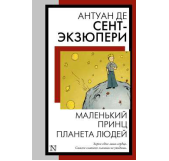 АНТУАН ДЕ
СЕНТ-
ЭКЗЮПЕРИ
МАЛЕНЬКИЙ
ПРИНЦ
ПЛАНЕТА ЛЮДЕЙ
N